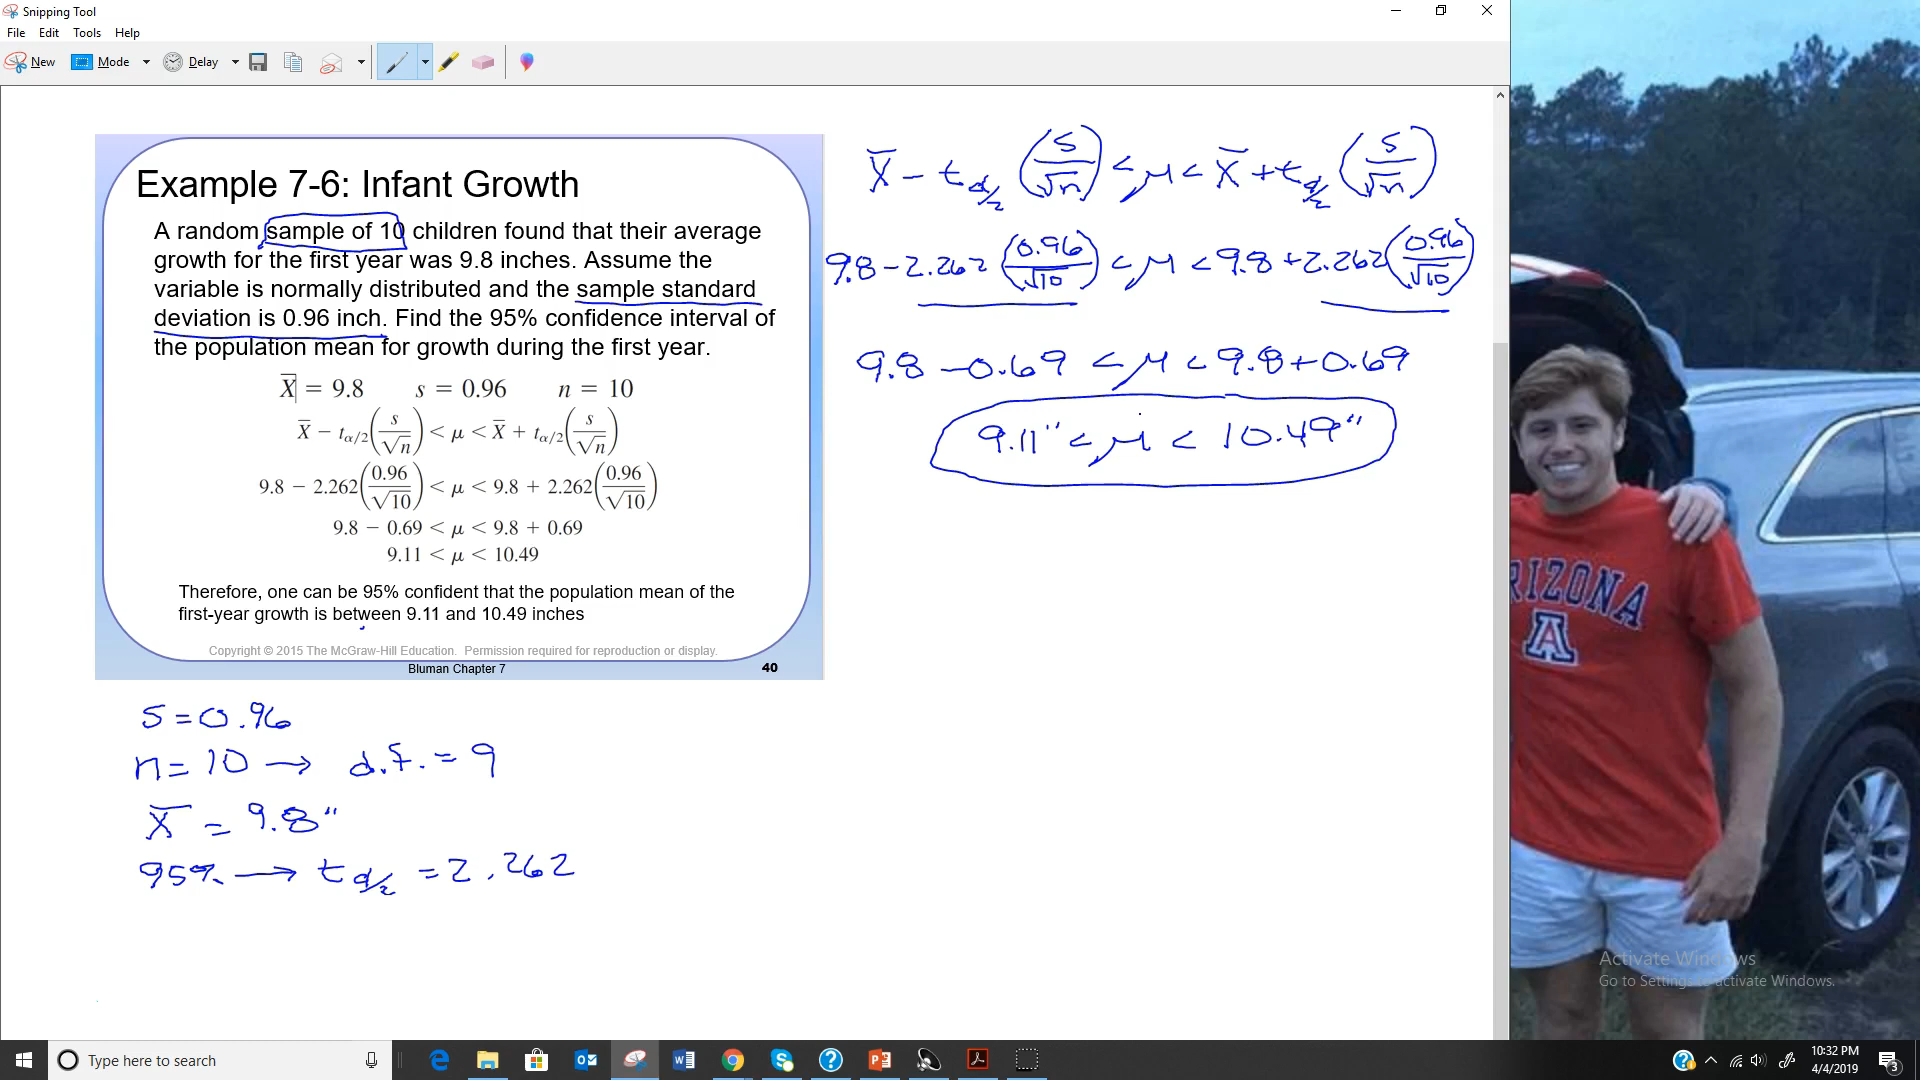 Snipping Tool
File Edit Tools Help
New Mode Delay
Example 7-6: Infant Growth
A random sample of 10 children found that their average
growth for the first year was 9.8 inches. Assume the
variable is normally distributed and the sample standard
deviation is 0.96 inch. Find the 95% confidence interval of
the population mean for growth during the first year.
X̅ = 9.8 s = 0.96 n = 10
X̅ − tα/2(s/√n) < μ < X̅ + tα/2(s/√n)
9.8 − 2.262(0.96/√10) < μ < 9.8 + 2.262(0.96/√10)
9.8 − 0.69 < μ < 9.8 + 0.69
9.11 < μ < 10.49
Therefore, one can be 95% confident that the population mean of the
first-year growth is between 9.11 and 10.49 inches
Copyright © 2015 The McGraw-Hill Education. Permission required for reproduction or display.
Bluman Chapter 7
40
X̅ − tα/2 (s/√n) < μ < X̅ + tα/2 (s/√n)
9.8 − 2.262 (0.96/√10) < μ < 9.8 + 2.262 (0.96/√10)
9.8 − 0.69 < μ < 9.8 + 0.69
9.11" < μ < 10.49"
s = 0.96
n = 10 → d.f. = 9
X̅ = 9.8"
95% → tα/2 = 2.262
RIZONA
A
Activate Windows
Go to Settings to activate Windows.
Type here to search
10:32 PM
4/4/2019
3